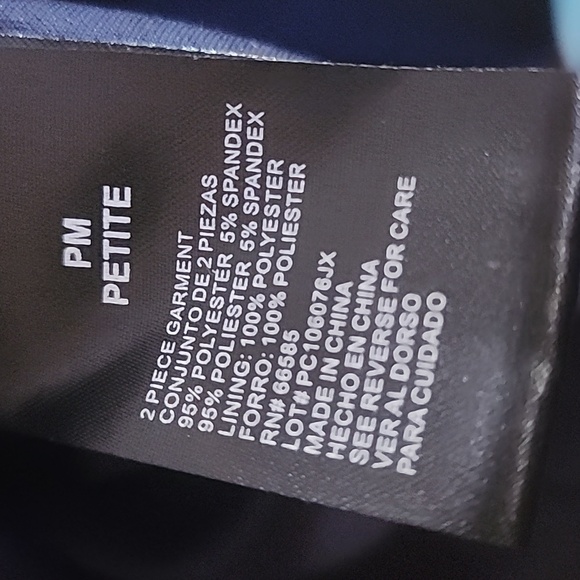 PM
PETITE
2 PIECE GARMENT
CONJUNTO DE 2 PIEZAS
95% POLYESTER 5% SPANDEX
95% POLIESTER 5% SPANDEX
LINING: 100% POLYESTER
FORRO: 100% POLIESTER
RN# 66585
LOT# PC106076JX
MADE IN CHINA
HECHO EN CHINA
SEE REVERSE FOR CARE
VER AL DORSO
PARA CUIDADO